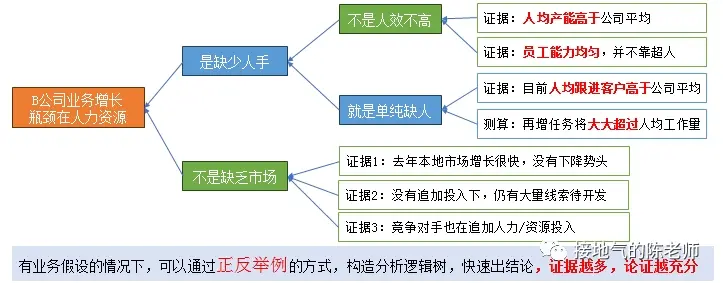 B公司业务增长
瓶颈在人力资源
是缺少人手
不是缺乏市场
不是人效不高
就是单纯缺人
证据：人均产能高于公司平均
证据：员工能力均匀，并不靠超人
证据：目前人均跟进客户高于公司平均
测算：再增任务将大大超过人均工作量
证据1：去年本地市场增长很快，没有下降势头
证据2：没有追加投入下，仍有大量线索待开发
证据3：竞争对手也在追加人力/资源投入
接地气的陈老师
有业务假设的情况下，可以通过正反举例的方式，构造分析逻辑树，快速出结论，证据越多，论证越充分